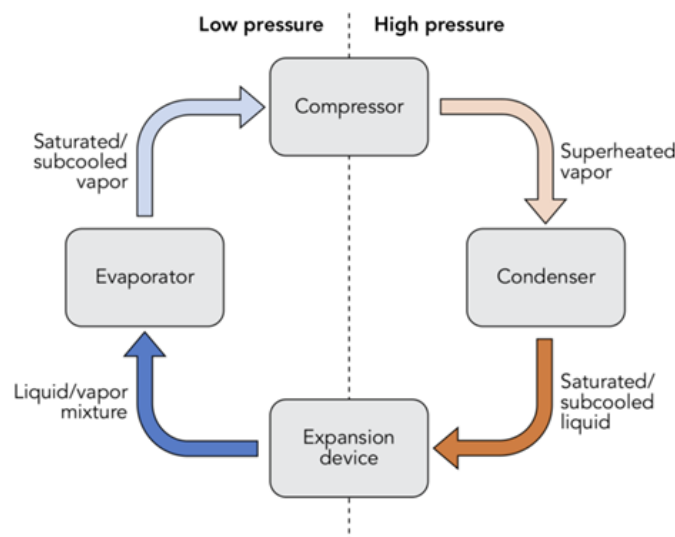 Low pressure
High pressure
Compressor
Saturated/
subcooled
vapor
Superheated
vapor
Evaporator
Condenser
Liquid/vapor
mixture
Saturated/
subcooled
liquid
Expansion
device